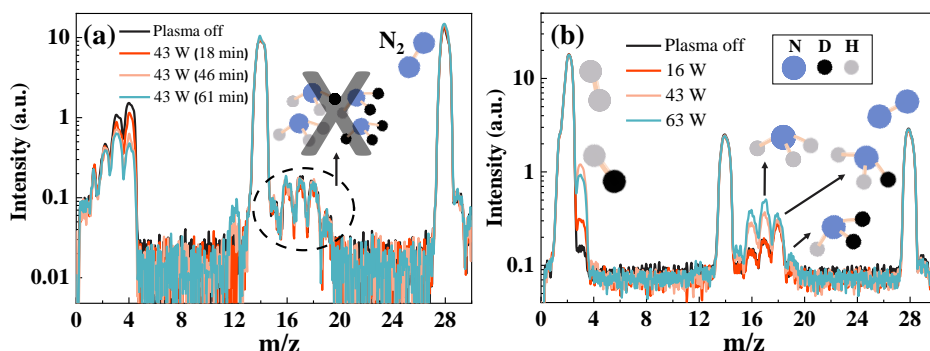 (a)
Plasma off
43 W (18 min)
46 W (46 min)
43 W (61 min)
N₂
Intensity (a.u.)
10
1
0.1
0.01
0 4 8 12 16 20 24 28
m/z
(b)
Plasma off
16 W
43 W
63 W
N D H
Intensity (a.u.)
10
1
0.1
0 4 8 12 16 20 24 28
m/z